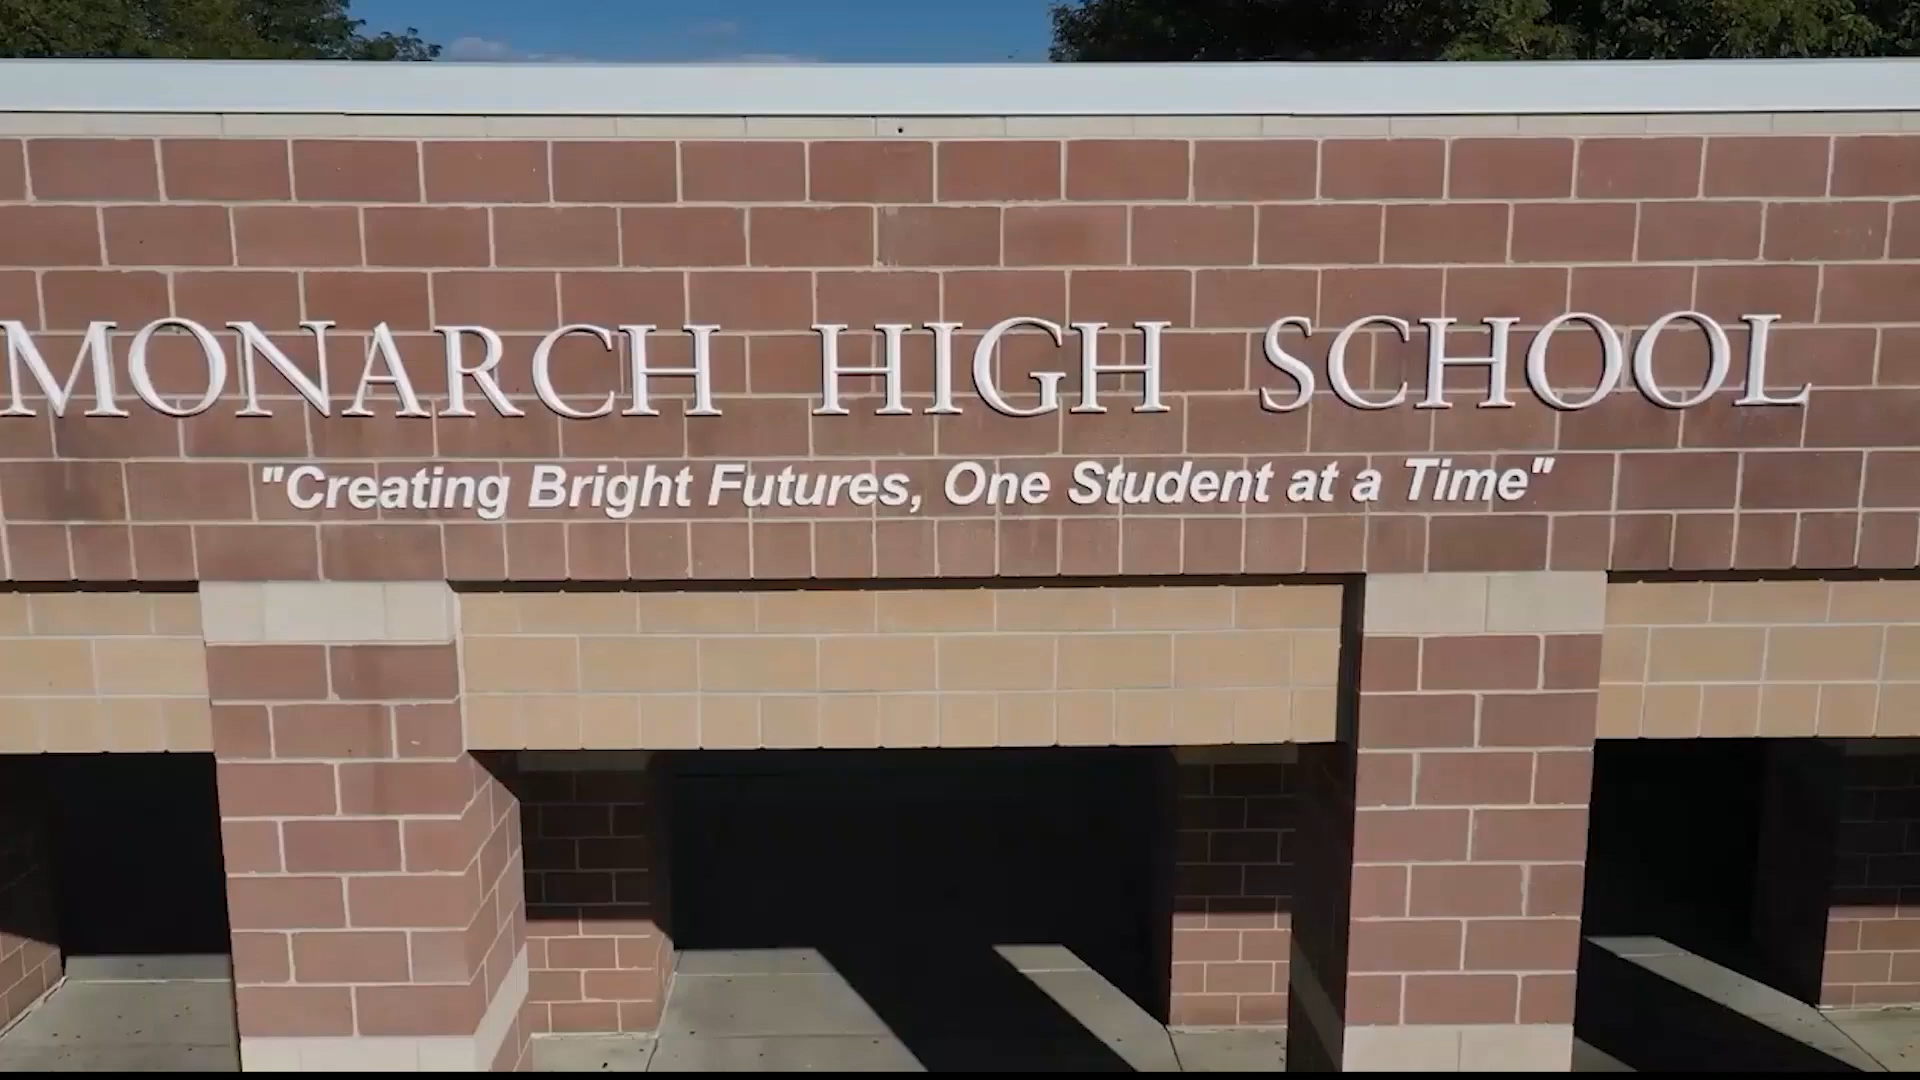 MONARCH HIGH SCHOOL
"Creating Bright Futures, One Student at a Time"